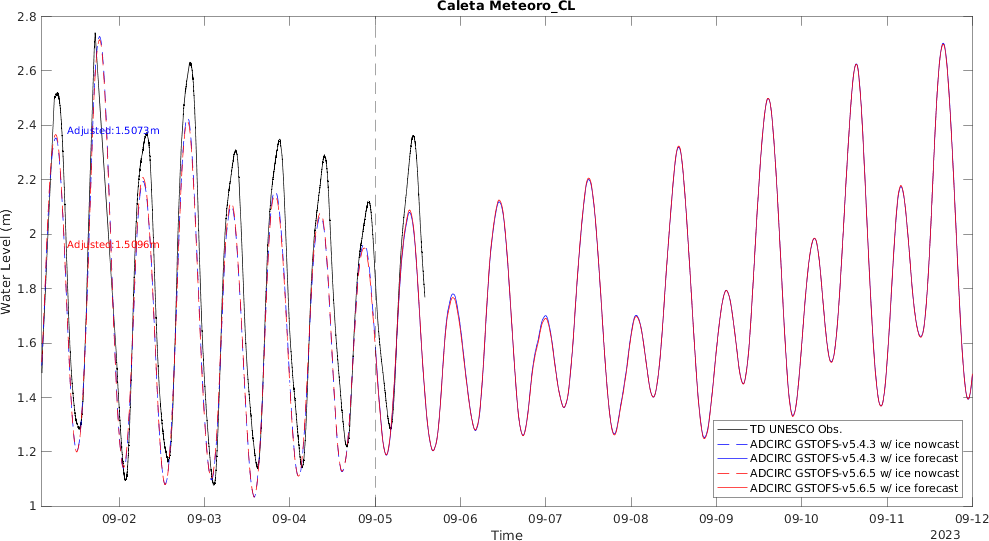 Caleta Meteoro_CL
2.8
2.6
2.4
2.2
2
1.8
1.6
1.4
1.2
1
Water Level (m)
Adjusted:1.5073m
Adjusted:1.5096m
TD UNESCO Obs.
ADCIRC GSTOFS-v5.4.3 w/ ice nowcast
ADCIRC GSTOFS-v5.4.3 w/ ice forecast
ADCIRC GSTOFS-v5.6.5 w/ ice nowcast
ADCIRC GSTOFS-v5.6.5 w/ ice forecast
09-02 09-03 09-04 09-05 09-06 09-07 09-08 09-09 09-10 09-11 09-12
Time
2023